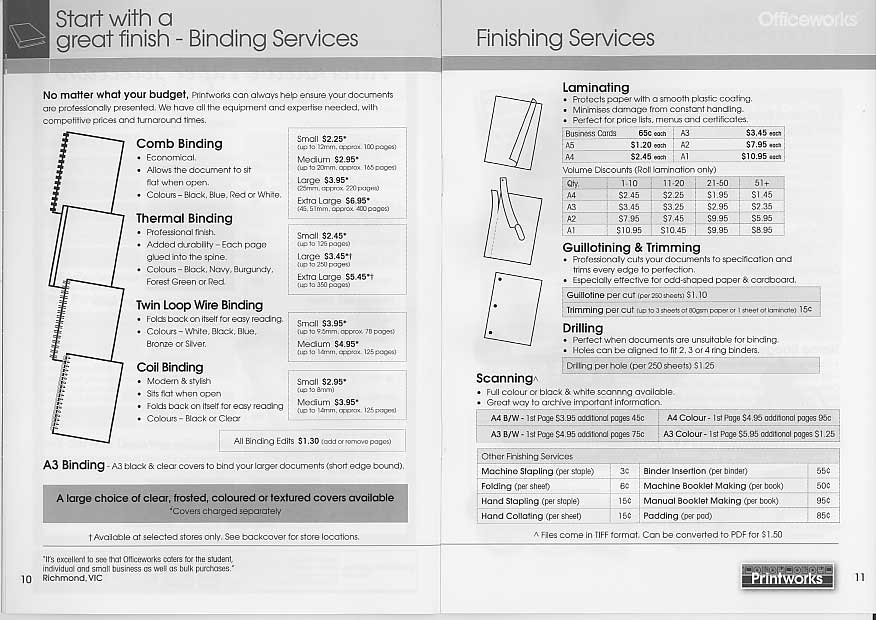 Start with a
great finish - Binding Services
No matter what your budget, Printworks can always help ensure your documents
are professionally presented. We have all the equipment and expertise needed, with
competitive prices and turnaround times.
Comb Binding
• Economical.
• Allows the document to sit
flat when open.
• Colours – Black, Blue, Red or White.
Small $2.25*
(up to 12mm, approx. 100 pages)
Medium $2.95*
(up to 20mm, approx. 165 pages)
Large $3.95*
(25mm, approx. 220 pages)
Extra Large $6.95*
(45, 51mm, approx. 400 pages)
Thermal Binding
• Professional finish.
• Added durability – Each page
glued into the spine.
• Colours – Black, Navy, Burgundy,
Forest Green or Red.
Small $2.45*
(up to 125 pages)
Large $3.45*†
(up to 250 pages)
Extra Large $5.45*†
(up to 350 pages)
Twin Loop Wire Binding
• Folds back on itself for easy reading.
• Colours – White, Black, Blue,
Bronze or Silver.
Small $3.95*
(up to 9.5mm, approx. 78 pages)
Medium $4.95*
(up to 14mm, approx. 125 pages)
Coil Binding
• Modern & stylish
• Sits flat when open
• Folds back on itself for easy reading
• Colours – Black or Clear
Small $2.95*
(up to 8mm)
Medium $3.95*
(up to 14mm, approx. 125 pages)
All Binding Edits $1.30 (add or remove pages)
A3 Binding - A3 black & clear covers to bind your larger documents (short edge bound).
A large choice of clear, frosted, coloured or textured covers available
*Covers charged separately
† Available at selected stores only. See backcover for store locations.
"It's excellent to see that Officeworks caters for the student,
individual and small business as well as bulk purchases."
Richmond, VIC
10
Officeworks
Finishing Services
Laminating
• Protects paper with a smooth plastic coating.
• Minimises damage from constant handling.
• Perfect for price lists, menus and certificates.
Business Cards 65¢ each A3 $3.45 each
A5 $1.20 each A2 $7.95 each
A4 $2.45 each A1 $10.95 each
Volume Discounts (Roll lamination only)
Qty. 1-10 11-20 21-50 51+
A4 $2.45 $2.25 $1.95 $1.45
A3 $3.45 $3.25 $2.95 $2.35
A2 $7.95 $7.45 $9.95 $5.95
A1 $10.95 $10.45 $9.95 $8.95
Guillotining & Trimming
• Professionally cuts your documents to specification and
trims every edge to perfection.
• Especially effective for odd-shaped paper & cardboard.
Guillotine per cut (per 250 sheets) $1.10
Trimming per cut (up to 3 sheets of 80gsm paper or 1 sheet of laminate) 15¢
Drilling
• Perfect when documents are unsuitable for binding.
• Holes can be aligned to fit 2, 3 or 4 ring binders.
Drilling per hole (per 250 sheets) $1.25
Scanning^
• Full colour or black & white scannng available.
• Great way to archive important information.
A4 B/W - 1st Page $3.95 additional pages 45c A4 Colour - 1st Page $4.95 additional pages 95c
A3 B/W - 1st Page $4.95 additional pages 75c A3 Colour - 1st Page $5.95 additional pages $1.25
Other Finishing Services
Machine Stapling (per staple) 3¢ Binder Insertion (per binder) 55¢
Folding (per sheet) 6¢ Machine Booklet Making (per book) 50¢
Hand Stapling (per staple) 15¢ Manual Booklet Making (per book) 95¢
Hand Collating (per sheet) 15¢ Padding (per pad) 85¢
^ Files come in TIFF format. Can be converted to PDF for $1.50
Printworks
11